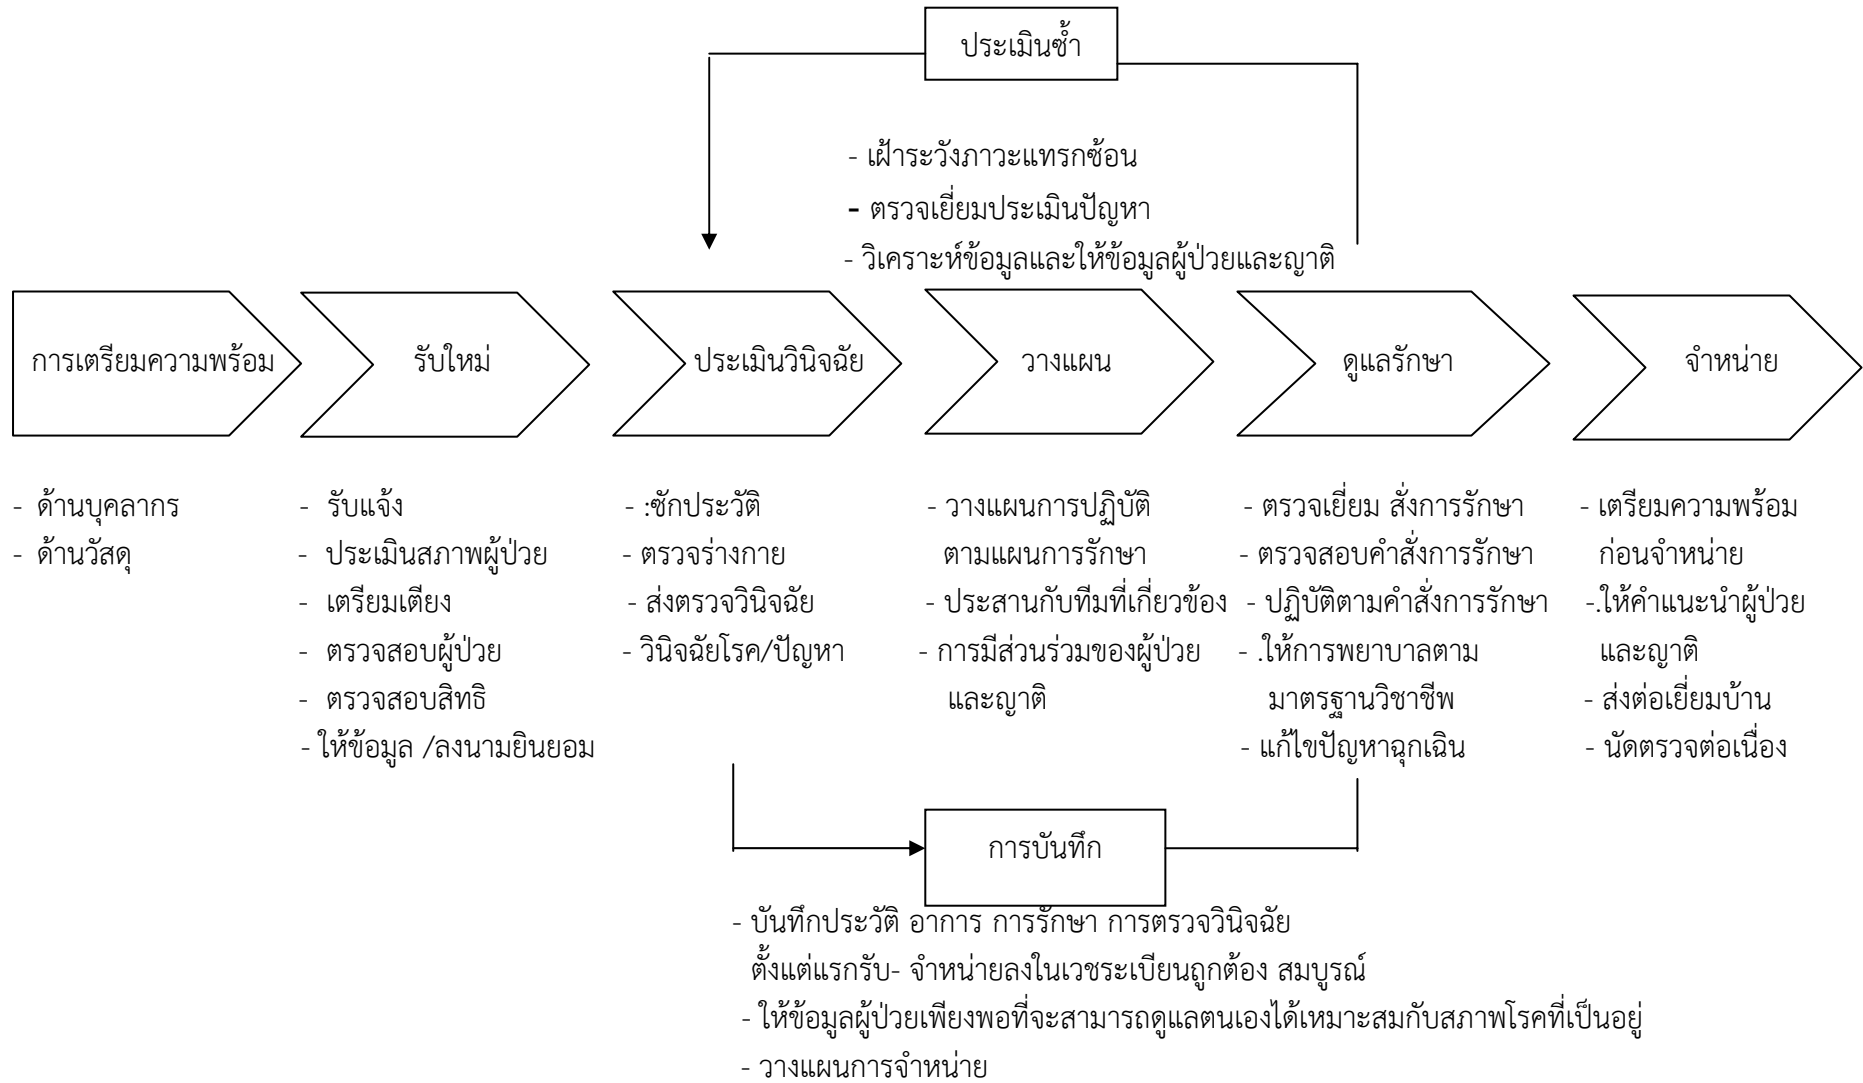 ประเมินซ้ำ
- เฝ้าระวังภาวะแทรกซ้อน
- ตรวจเยี่ยมประเมินปัญหา
- วิเคราะห์ข้อมูลและให้ข้อมูลผู้ป่วยและญาติ
การเตรียมความพร้อม
รับใหม่
ประเมินวินิจฉัย
วางแผน
ดูแลรักษา
จำหน่าย
- ด้านบุคลากร
- ด้านวัสดุ
- รับแจ้ง
- ประเมินสภาพผู้ป่วย
- เตรียมเตียง
- ตรวจสอบผู้ป่วย
- ตรวจสอบสิทธิ
- ให้ข้อมูล /ลงนามยินยอม
- :ซักประวัติ
- ตรวจร่างกาย
- ส่งตรวจวินิจฉัย
- วินิจฉัยโรค/ปัญหา
- วางแผนการปฏิบัติ
ตามแผนการรักษา
- ประสานกับทีมที่เกี่ยวข้อง
- การมีส่วนร่วมของผู้ป่วย
และญาติ
- ตรวจเยี่ยม สั่งการรักษา
- ตรวจสอบคำสั่งการรักษา
- ปฏิบัติตามคำสั่งการรักษา
- .ให้การพยาบาลตาม
มาตรฐานวิชาชีพ
- แก้ไขปัญหาฉุกเฉิน
- เตรียมความพร้อม
ก่อนจำหน่าย
-.ให้คำแนะนำผู้ป่วย
และญาติ
- ส่งต่อเยี่ยมบ้าน
- นัดตรวจต่อเนื่อง
การบันทึก
- บันทึกประวัติ อาการ การรักษา การตรวจวินิจฉัย
ตั้งแต่แรกรับ- จำหน่ายลงในเวชระเบียนถูกต้อง สมบูรณ์
- ให้ข้อมูลผู้ป่วยเพียงพอที่จะสามารถดูแลตนเองได้เหมาะสมกับสภาพโรคที่เป็นอยู่
- วางแผนการจำหน่าย